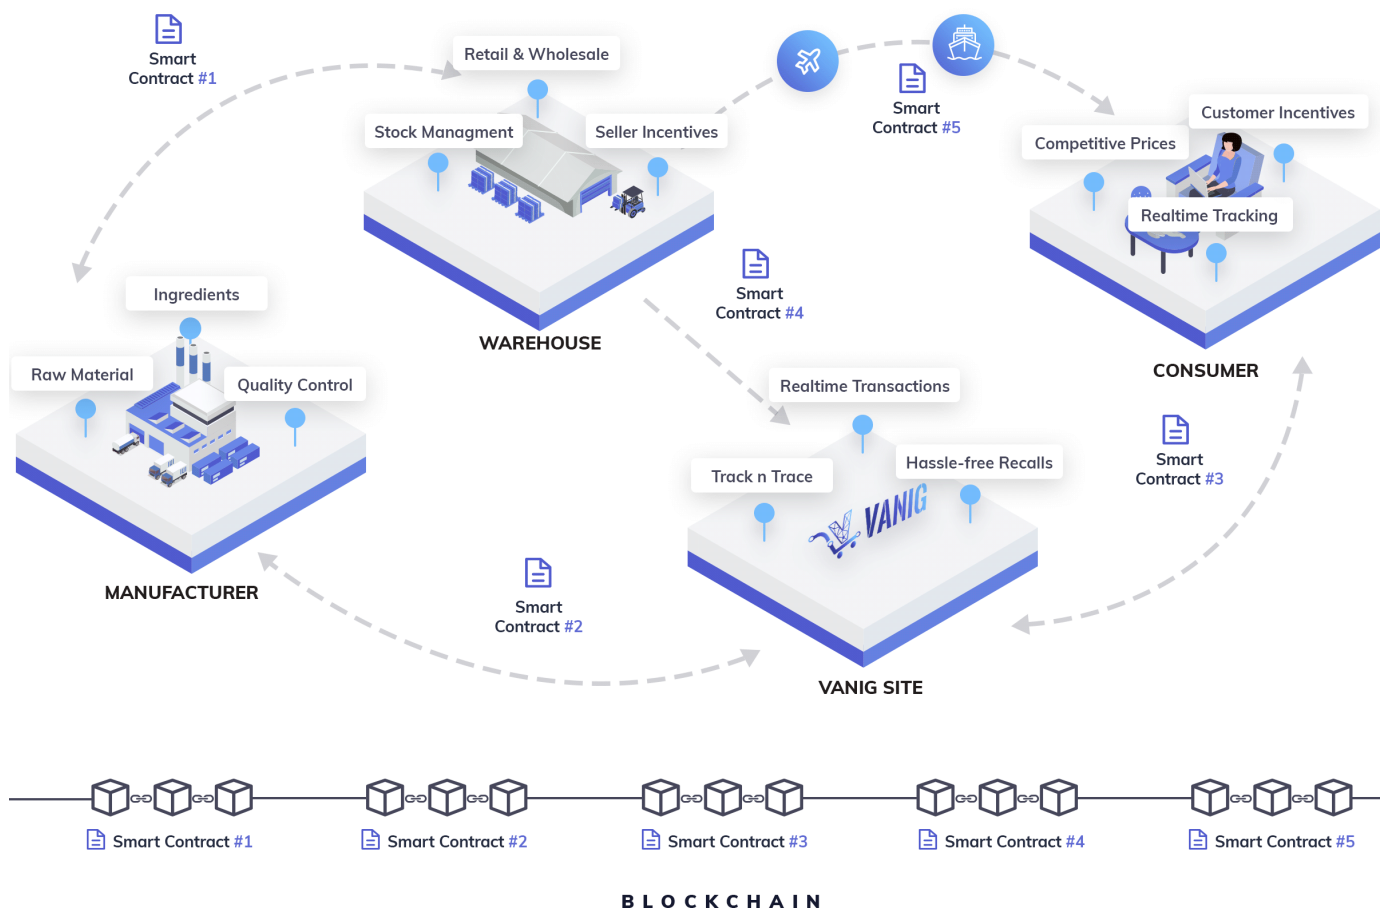 Smart
Contract #1
Retail & Wholesale
Stock Managment
Seller Incentives
Smart
Contract #5
Customer Incentives
Competitive Prices
Realtime Tracking
WAREHOUSE
CONSUMER
Smart
Contract #4
Ingredients
Raw Material
Quality Control
MANUFACTURER
Realtime Transactions
Track n Trace
Hassle-free Recalls
VANIG
VANIG SITE
Smart
Contract #3
Smart
Contract #2
Smart Contract #1
Smart Contract #2
Smart Contract #3
Smart Contract #4
Smart Contract #5
BLOCKCHAIN